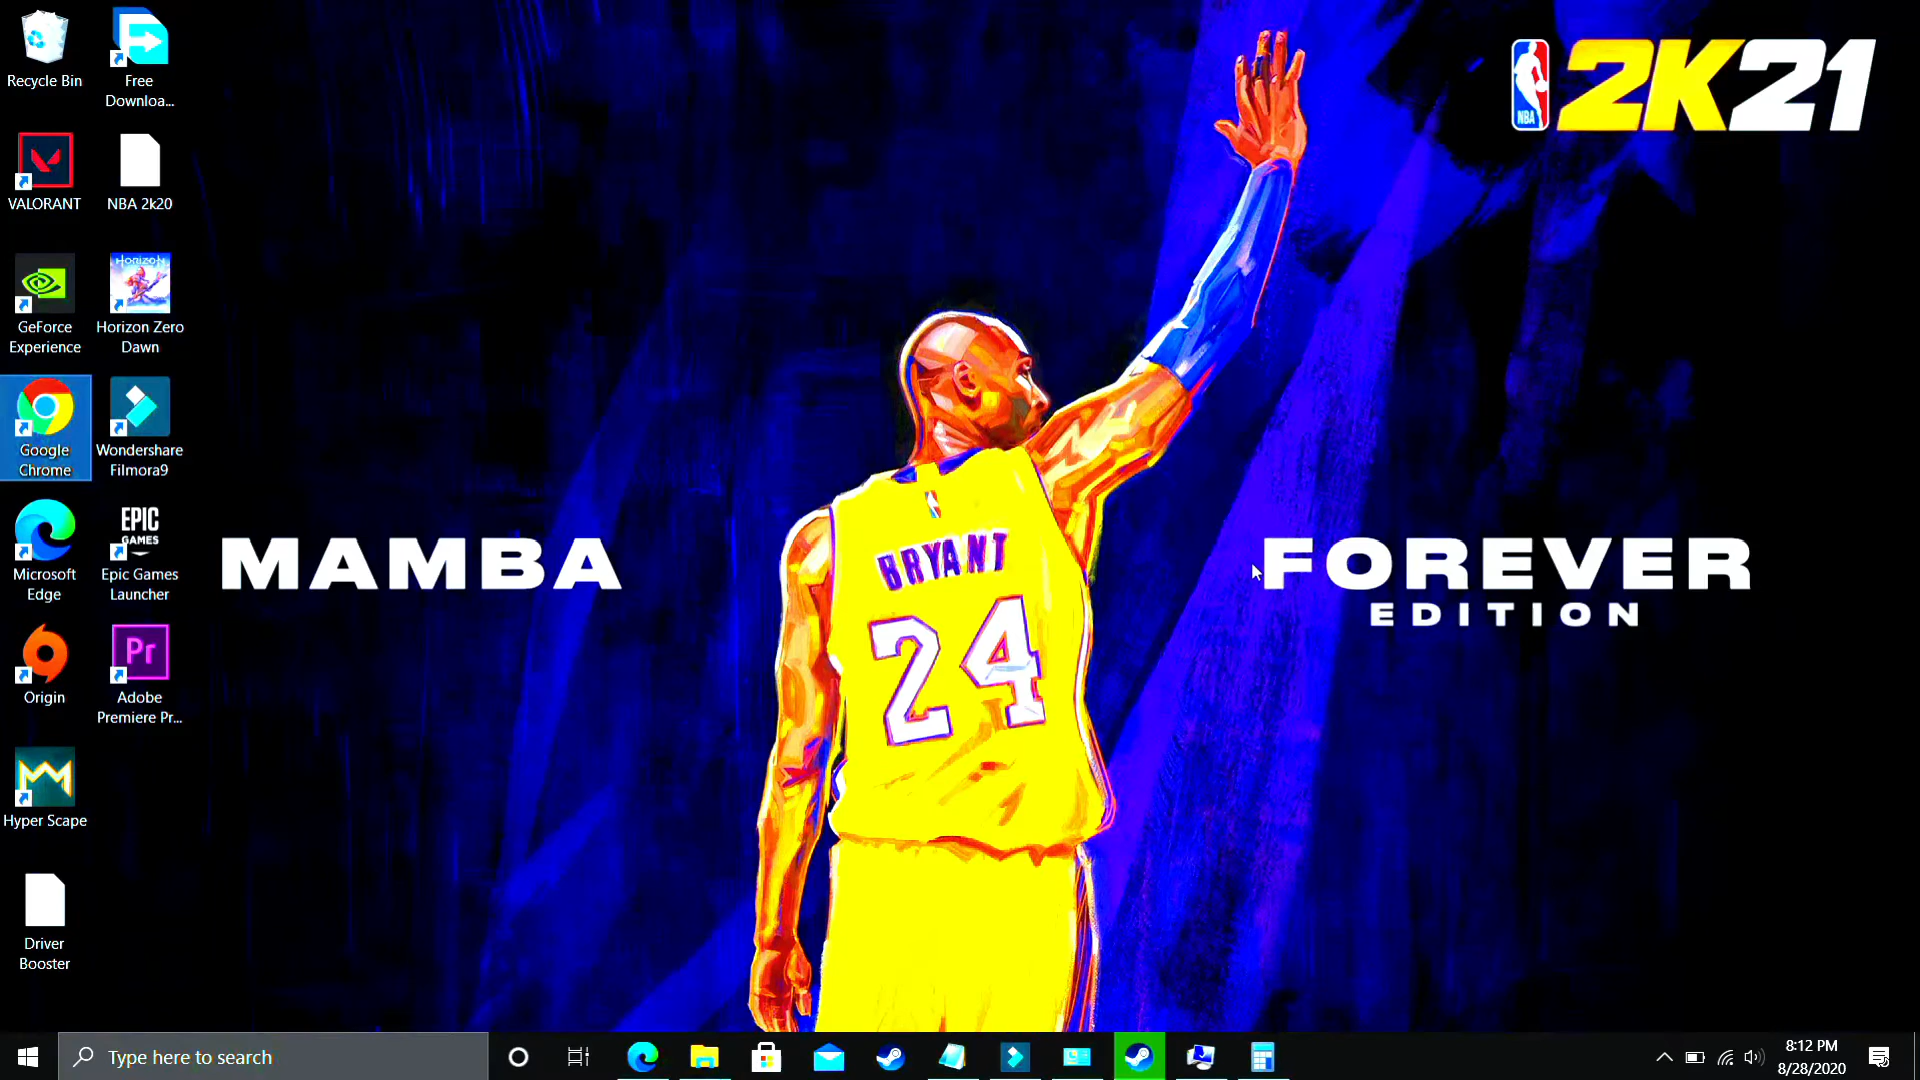 Recycle Bin
Free
Downloa...
VALORANT
NBA 2k20
GeForce
Experience
HORIZON
Horizon Zero
Dawn
Google
Chrome
Wondershare
Filmora9
Microsoft
Edge
EPIC
GAMES
Epic Games
Launcher
Origin
Pr
Adobe
Premiere Pr...
Hyper Scape
Driver
Booster
NBA
2K21
MAMBA
FOREVER
EDITION
BRYANT
24
Type here to search
8:12 PM
8/28/2020